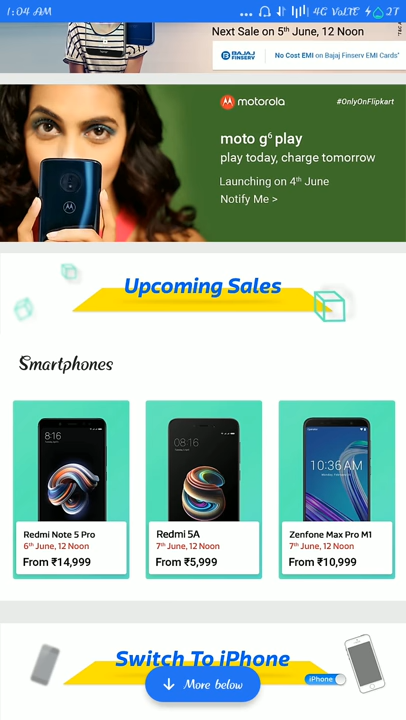 1:04 AM
4G VoLTE
27
Next Sale on 5th June, 12 Noon
BAJAJ FINSERV
No Cost EMI on Bajaj Finserv EMI Cards*
motorola
#OnlyOnFlipkart
moto g6 play
play today, charge tomorrow
Launching on 4th June
Notify Me >
Upcoming Sales
Smartphones
8:16
08:16
10:36 AM
Redmi Note 5 Pro
6th June, 12 Noon
From ₹14,999
Redmi 5A
7th June, 12 Noon
From ₹5,999
Zenfone Max Pro M1
7th June, 12 Noon
From ₹10,999
Switch To iPhone
iPhone
More below